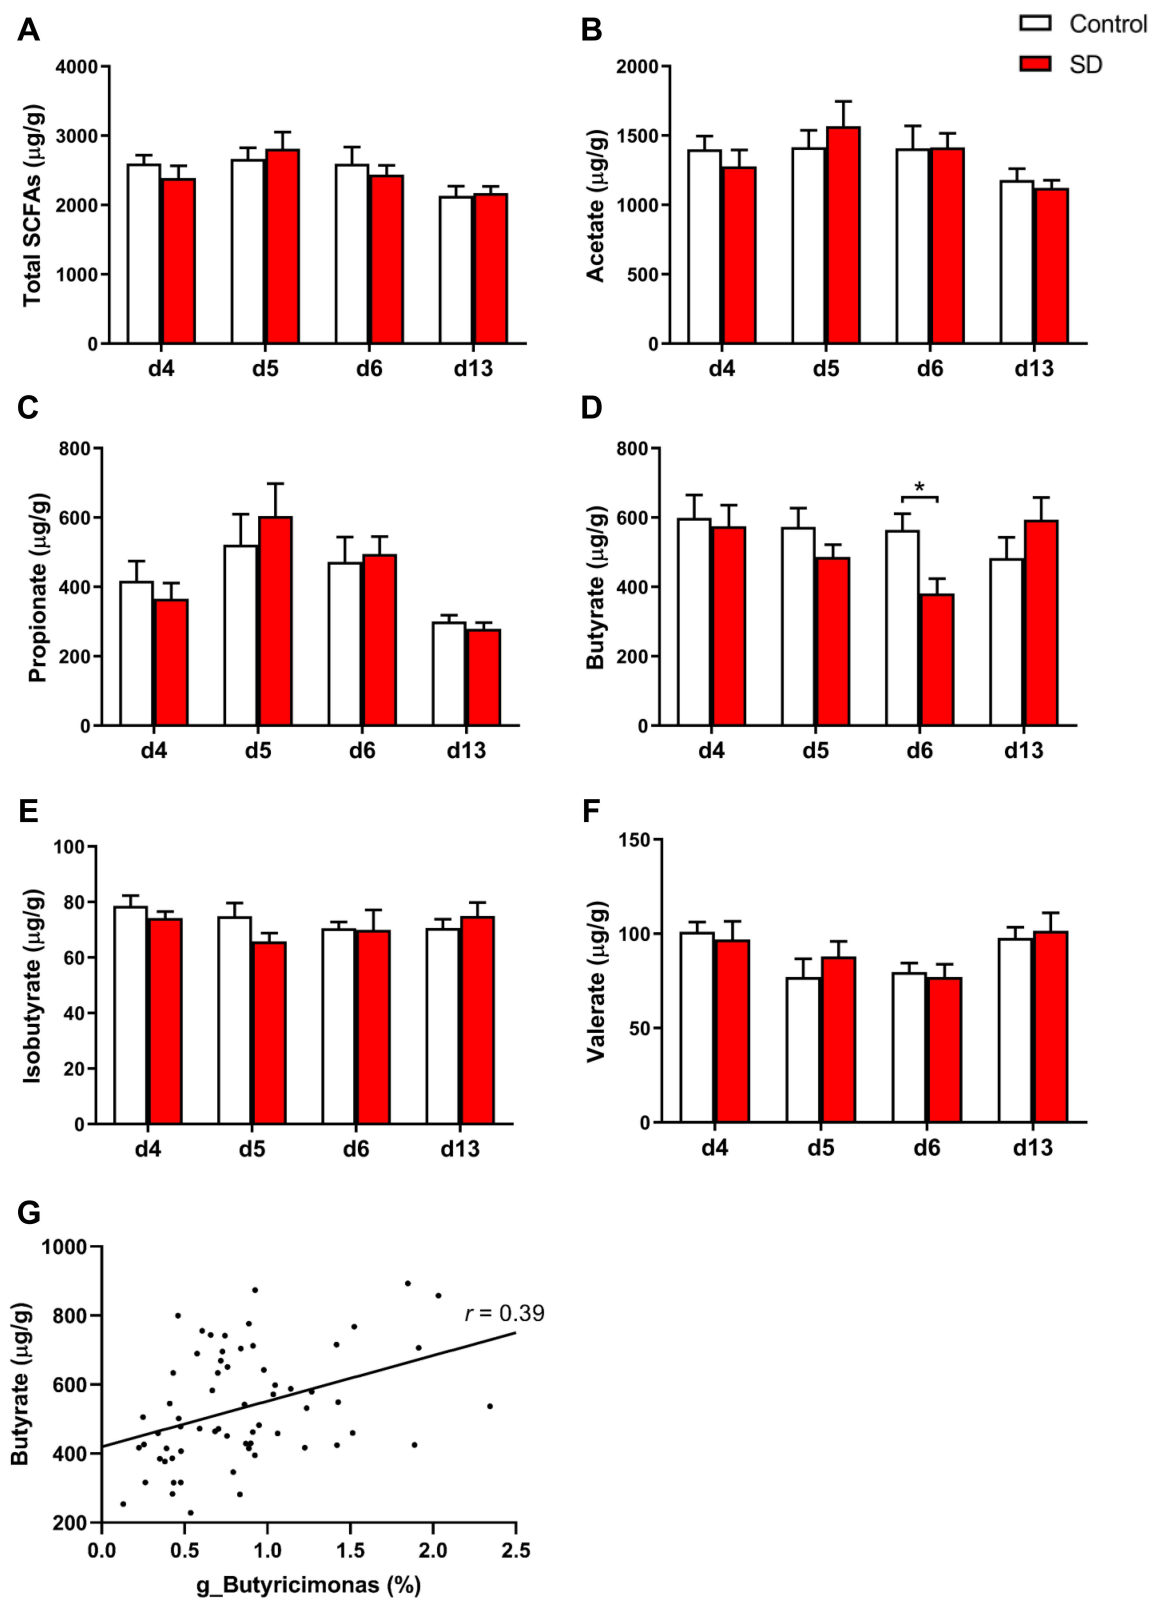 A
B
Control
SD
Total SCFAs (µg/g)
4000
3000
2000
1000
0
d4 d5 d6 d13
Acetate (µg/g)
2000
1500
1000
500
0
d4 d5 d6 d13
C
D
Propionate (µg/g)
800
600
400
200
0
d4 d5 d6 d13
Butyrate (µg/g)
800
600
400
200
0
*
d4 d5 d6 d13
E
F
Isobutyrate (µg/g)
100
80
60
40
20
0
d4 d5 d6 d13
Valerate (µg/g)
150
100
50
0
d4 d5 d6 d13
G
Butyrate (µg/g)
1000
800
600
400
200
r = 0.39
0.0 0.5 1.0 1.5 2.0 2.5
g_Butyricimonas (%)